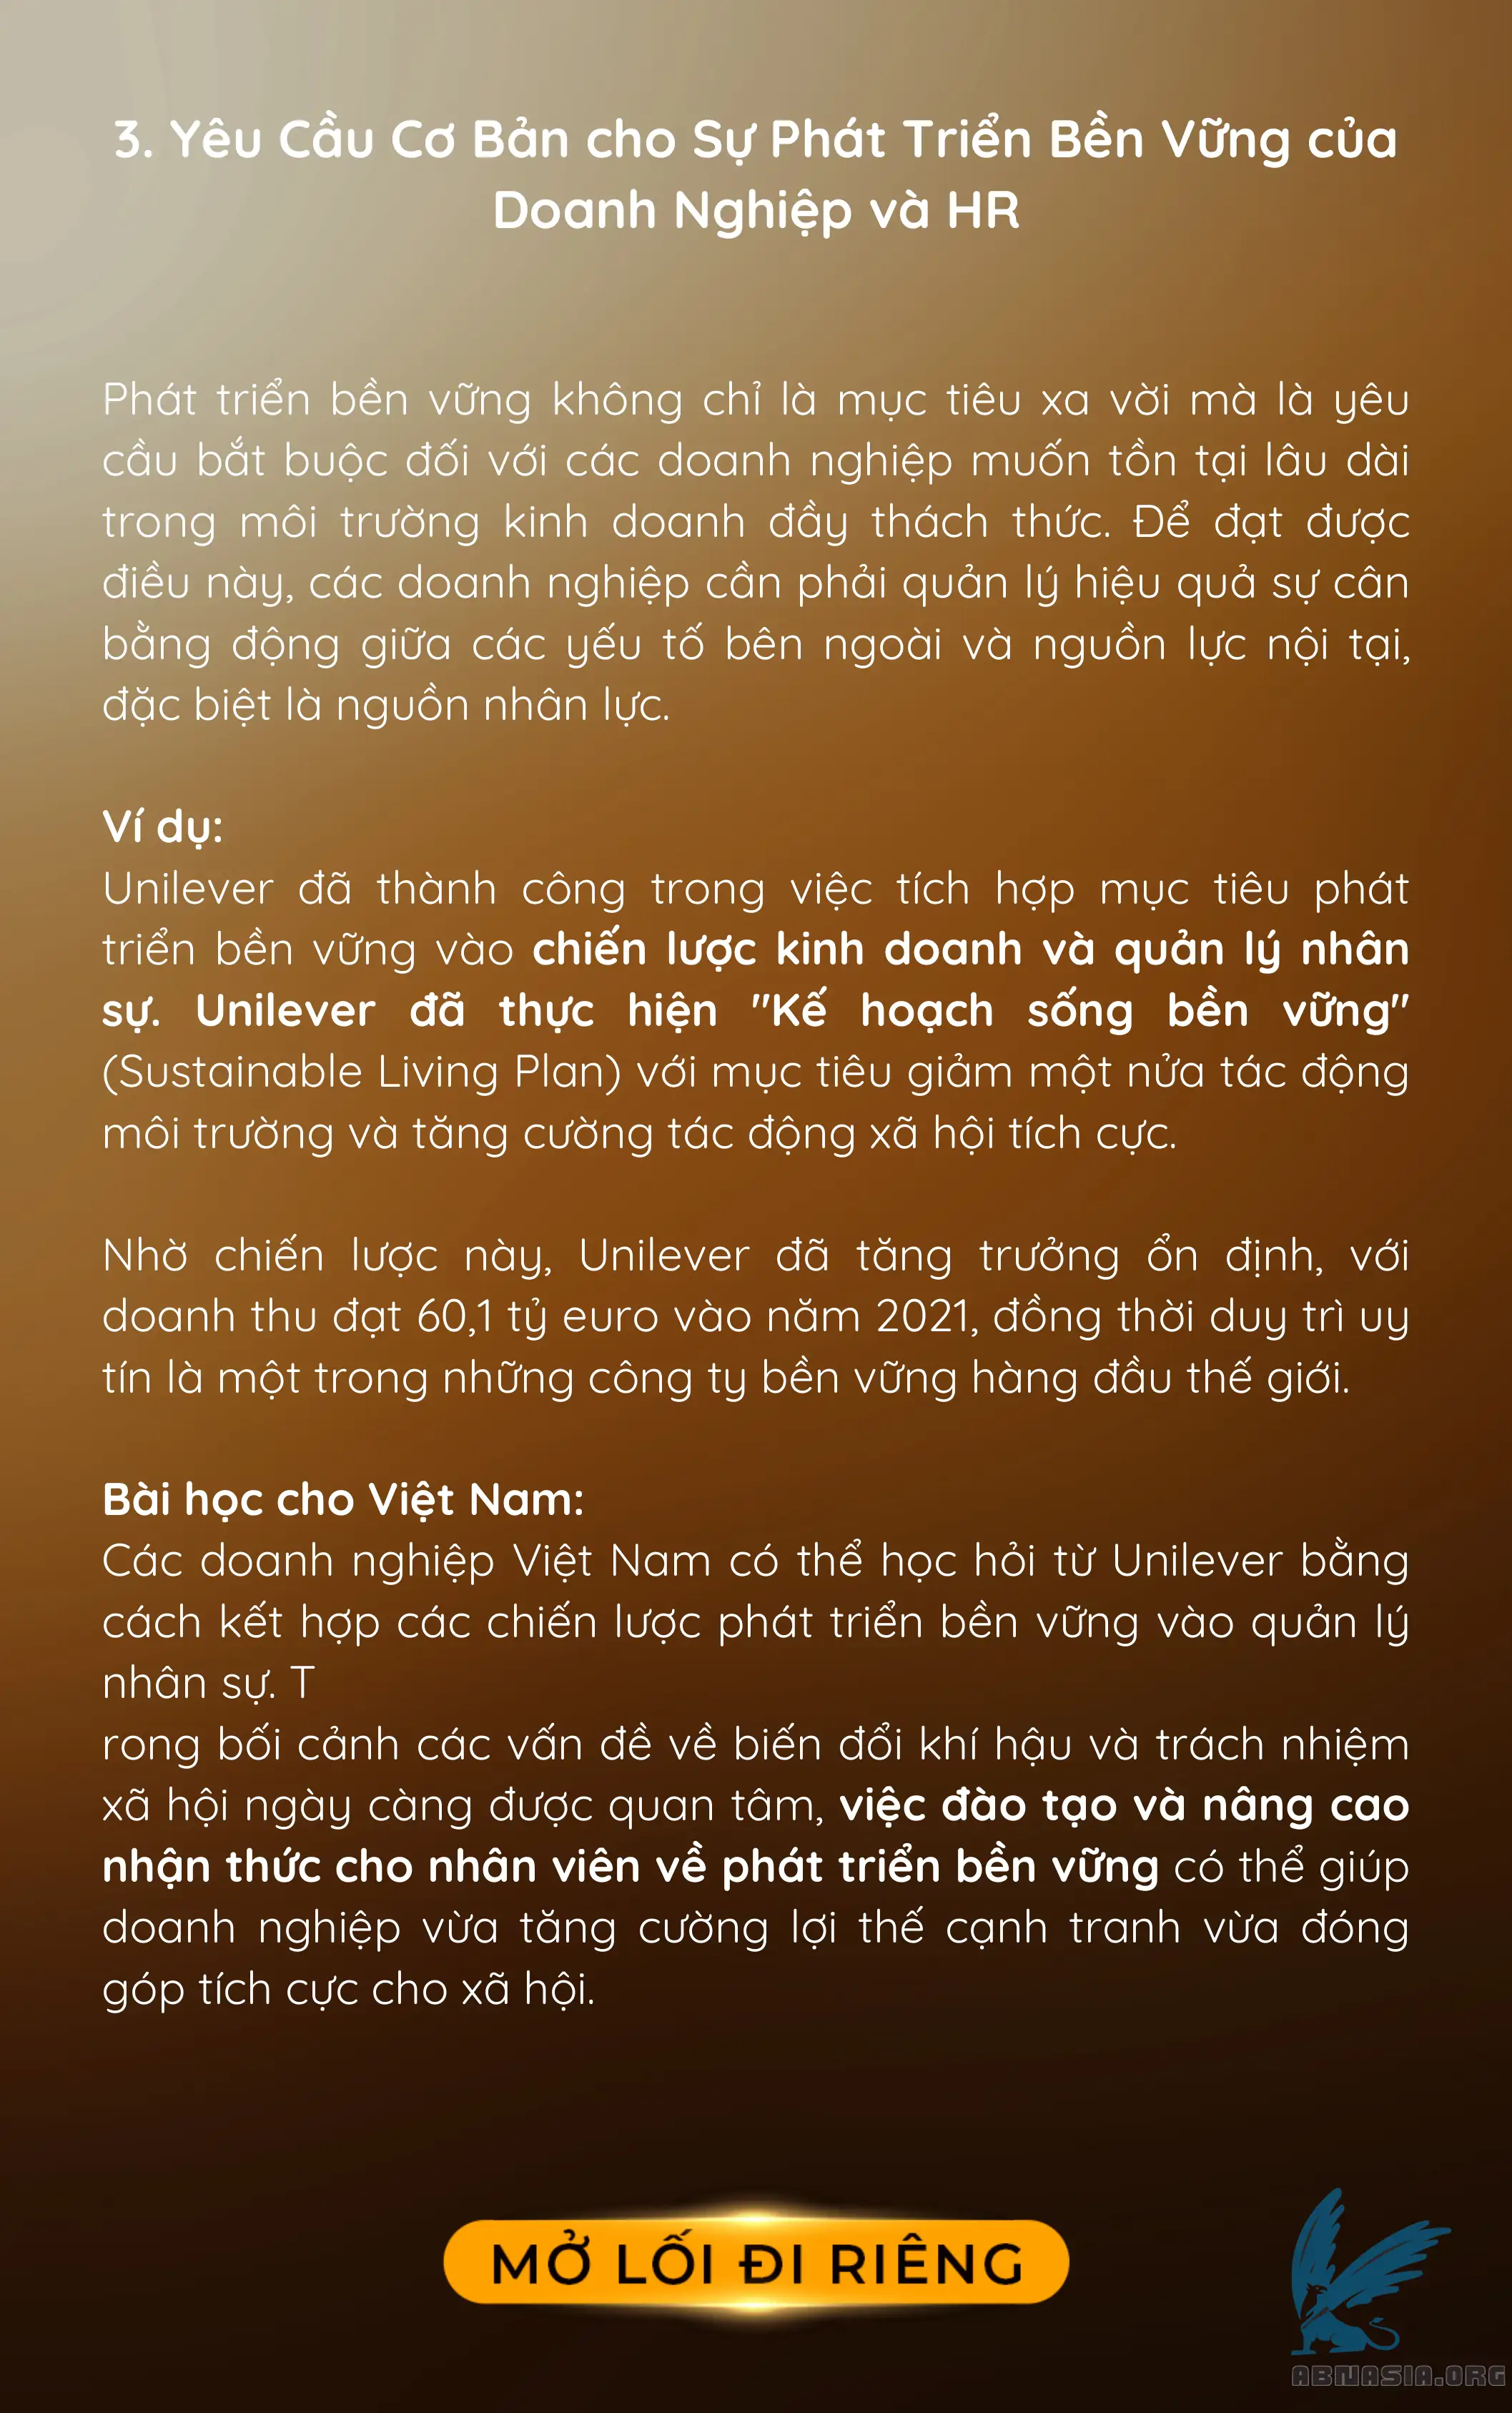 3. Yêu Cầu Cơ Bản cho Sự Phát Triển Bền Vững của
Doanh Nghiệp và HR
Phát triển bền vững không chỉ là mục tiêu xa vời mà là yêu
cầu bắt buộc đối với các doanh nghiệp muốn tồn tại lâu dài
trong môi trường kinh doanh đầy thách thức. Để đạt được
điều này, các doanh nghiệp cần phải quản lý hiệu quả sự cân
bằng động giữa các yếu tố bên ngoài và nguồn lực nội tại,
đặc biệt là nguồn nhân lực.
Ví dụ:
Unilever đã thành công trong việc tích hợp mục tiêu phát
triển bền vững vào chiến lược kinh doanh và quản lý nhân
sự. Unilever đã thực hiện "Kế hoạch sống bền vững"
(Sustainable Living Plan) với mục tiêu giảm một nửa tác động
môi trường và tăng cường tác động xã hội tích cực.
Nhờ chiến lược này, Unilever đã tăng trưởng ổn định, với
doanh thu đạt 60,1 tỷ euro vào năm 2021, đồng thời duy trì uy
tín là một trong những công ty bền vững hàng đầu thế giới.
Bài học cho Việt Nam:
Các doanh nghiệp Việt Nam có thể học hỏi từ Unilever bằng
cách kết hợp các chiến lược phát triển bền vững vào quản lý
nhân sự. T
rong bối cảnh các vấn đề về biến đổi khí hậu và trách nhiệm
xã hội ngày càng được quan tâm, việc đào tạo và nâng cao
nhận thức cho nhân viên về phát triển bền vững có thể giúp
doanh nghiệp vừa tăng cường lợi thế cạnh tranh vừa đóng
góp tích cực cho xã hội.
MỞ LỐI ĐI RIÊNG
ABNASIA.ORG